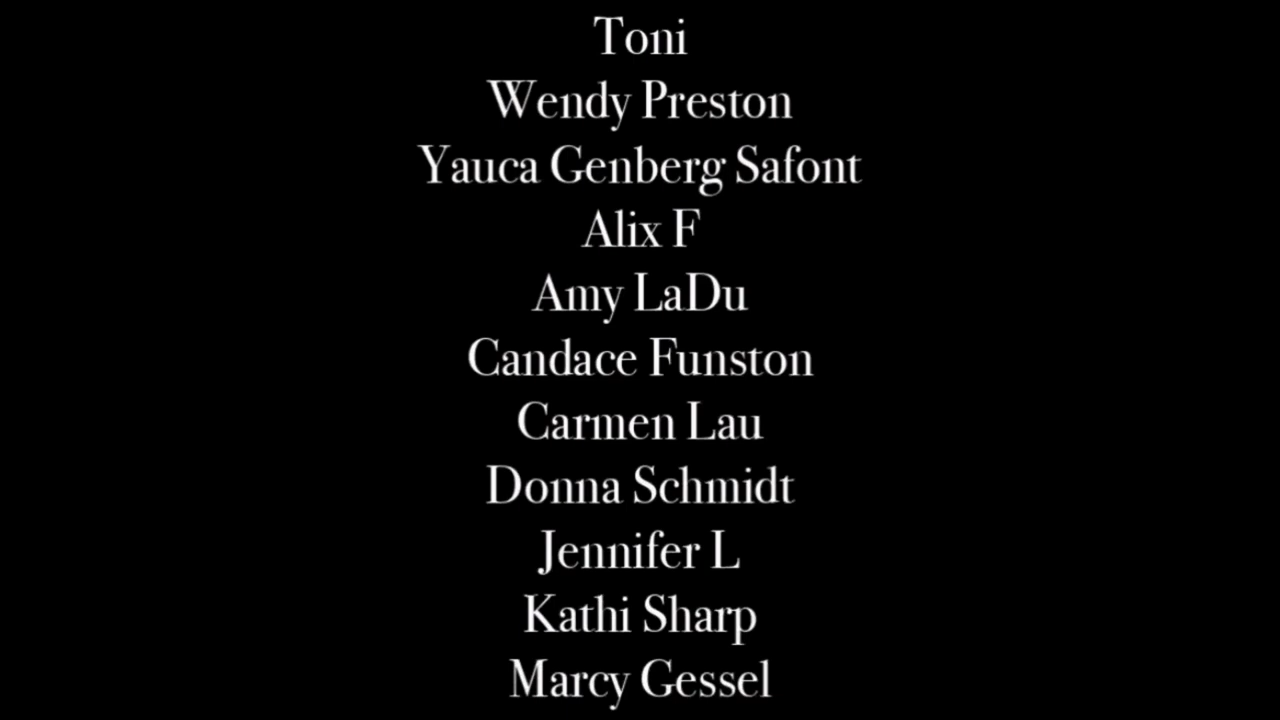 Toni
Wendy Preston
Yauca Genberg Safont
Alix F
Amy LaDu
Candace Funston
Carmen Lau
Donna Schmidt
Jennifer L
Kathi Sharp
Marcy Gessel